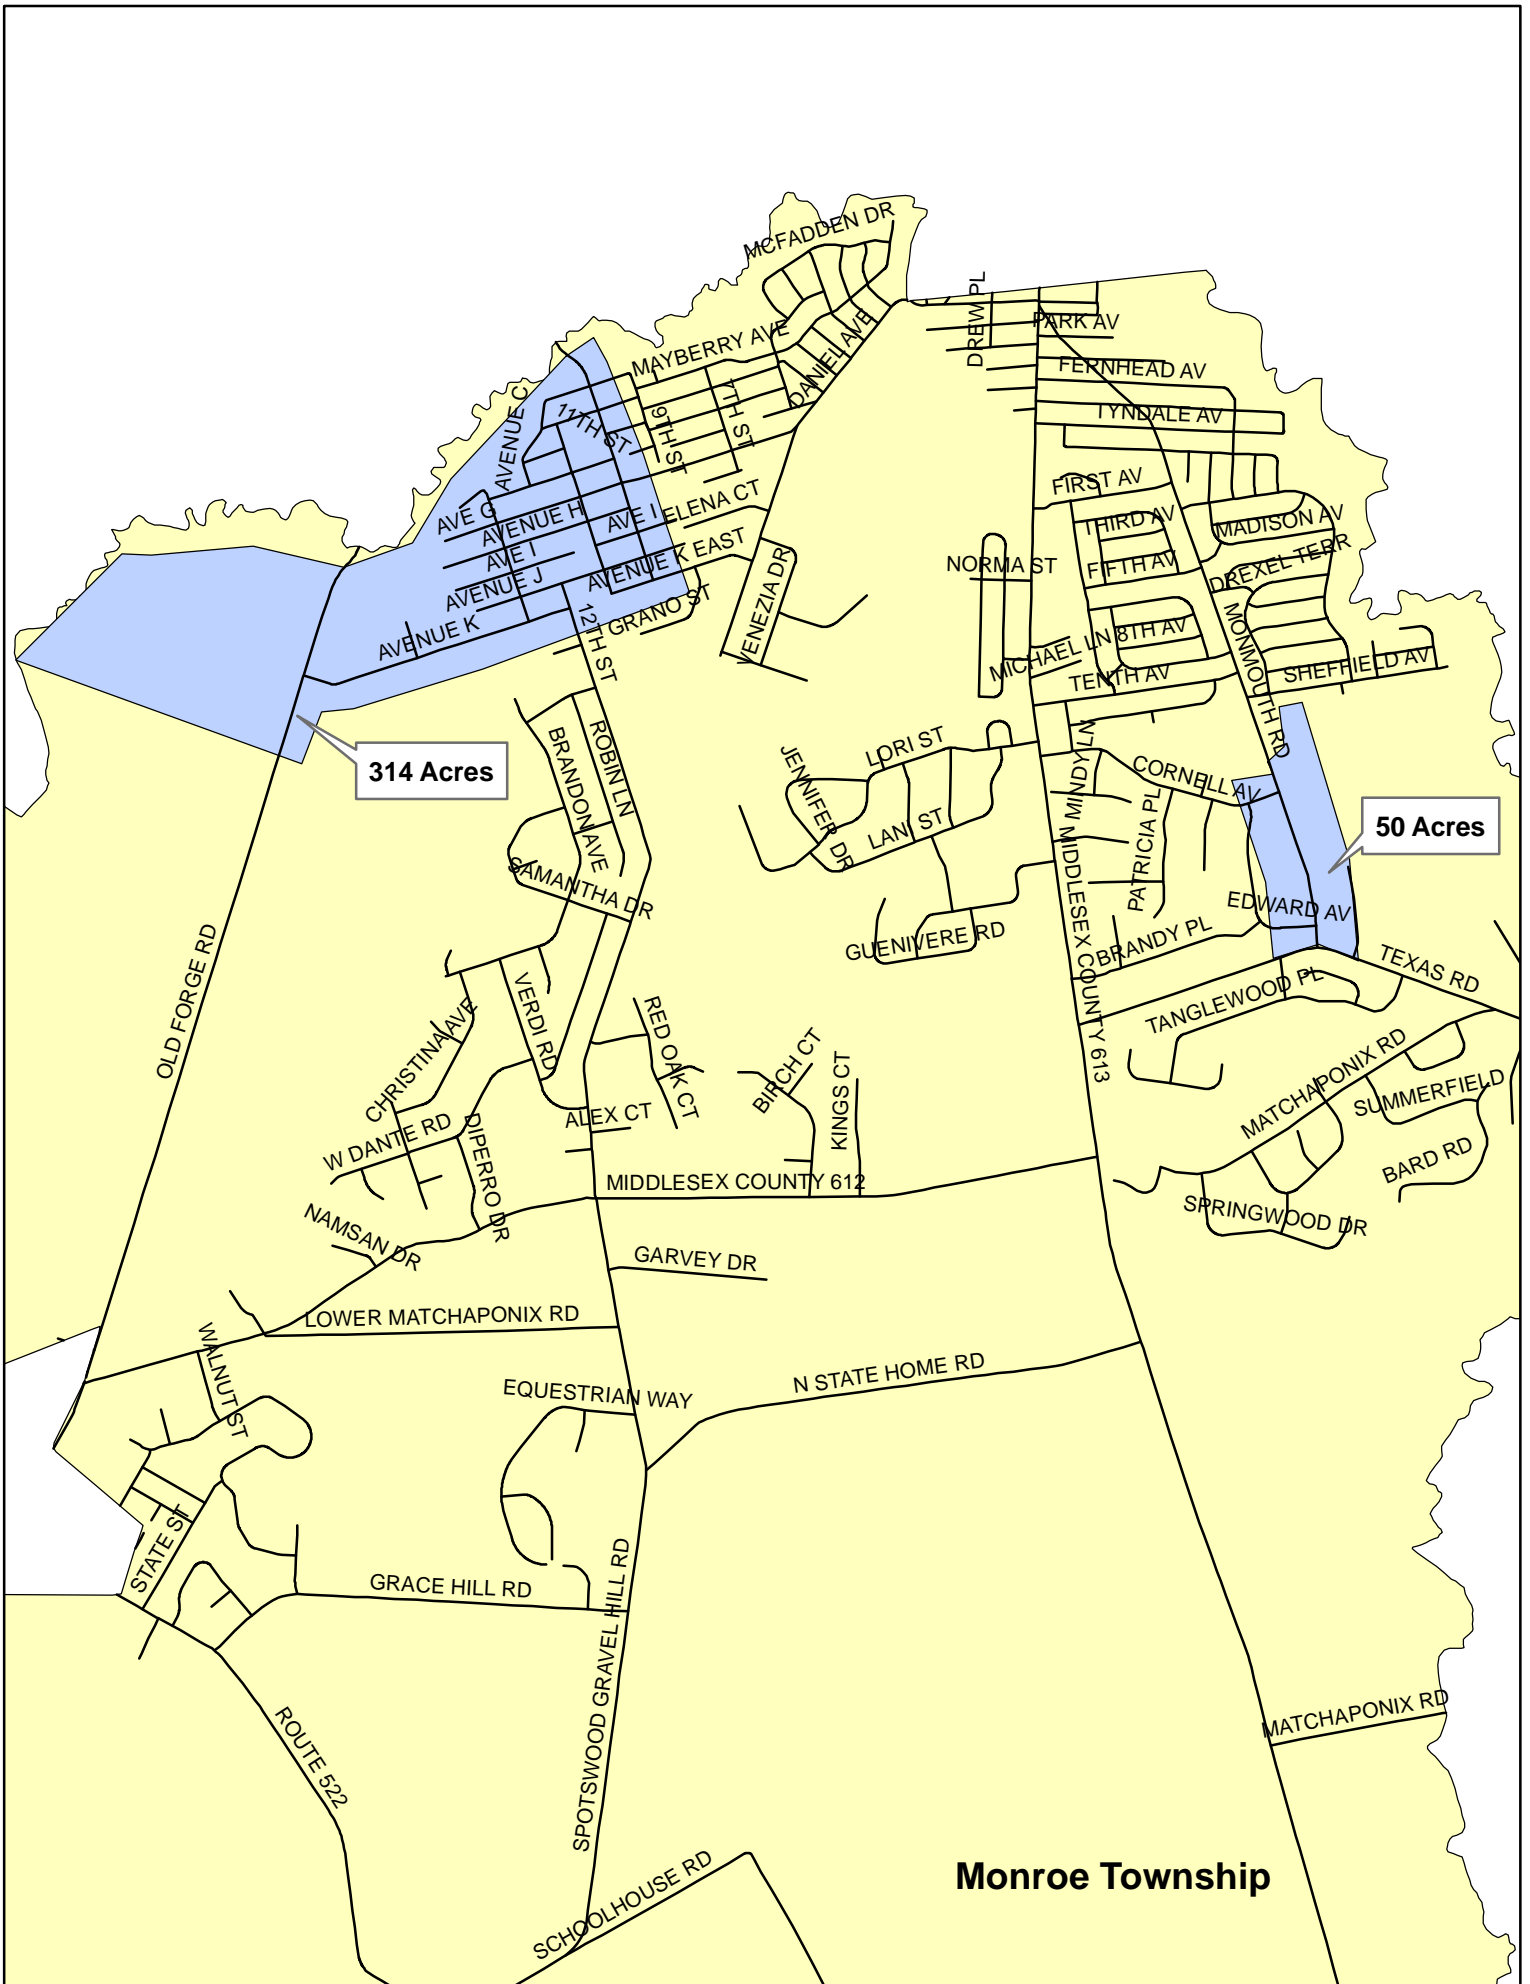 MCFADDEN DR
DREW PL
PARK AV
MAYBERRY AVE
DANIEL AVE
FERNHEAD AV
AVENUE C
11TH ST
9TH ST
7TH ST
TYNDALE AV
FIRST AV
AVE G
AVENUE H
AVE I
ELENA CT
THIRD AV
MADISON AV
AVE I
AVENUE J
AVENUE K EAST
NORMA ST
FIFTH AV
DREXEL TERR
AVENUE K
12TH ST
GRANO ST
VENEZIA DR
MICHAEL LN
8TH AV
MONMOUTH RD
TENTH AV
SHEFFIELD AV
314 Acres
BRANDON AVE
ROBIN LN
JENNIFER DR
LORI ST
LANI ST
MINDY LN
CORNELL AV
PATRICIA PL
50 Acres
SAMANTHA DR
GUENIVERE RD
EDWARD AV
BRANDY PL
OLD FORGE RD
VERDI RD
CHRISTINA AVE
RED OAK CT
MIDDLESEX COUNTY 613
TANGLEWOOD PL
TEXAS RD
BIRCH CT
KINGS CT
MATCHAPONIX RD
SUMMERFIELD
ALEX CT
W DANTE RD
DIPERRO DR
BARD RD
MIDDLESEX COUNTY 612
SPRINGWOOD DR
NAMSAN DR
GARVEY DR
LOWER MATCHAPONIX RD
WALNUT ST
N STATE HOME RD
EQUESTRIAN WAY
STATE ST
GRACE HILL RD
SPOTSWOOD GRAVEL HILL RD
ROUTE 522
MATCHAPONIX RD
SCHOOLHOUSE RD
Monroe Township